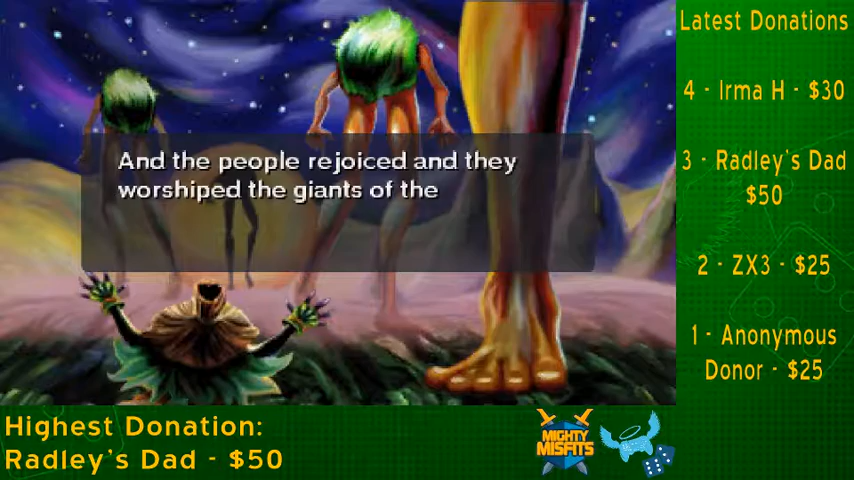 And the people rejoiced and they
worshiped the giants of the
Latest Donations
4 - Irma H - $30
3 - Radley's Dad
$50
2 - ZX3 - $25
1 - Anonymous
Donor - $25
Highest Donation:
Radley's Dad - $50
MIGHTY
MISFITS